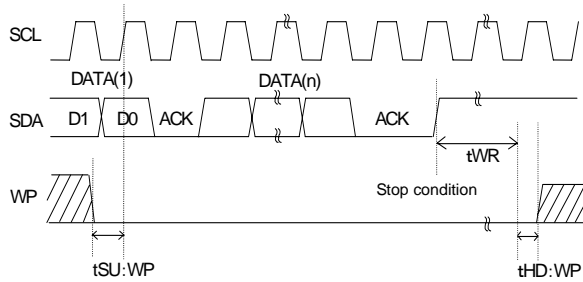 SCL
DATA(1) DATA(n)
SDA D1 D0 ACK ACK
tWR
Stop condition
WP
tSU:WP tHD:WP